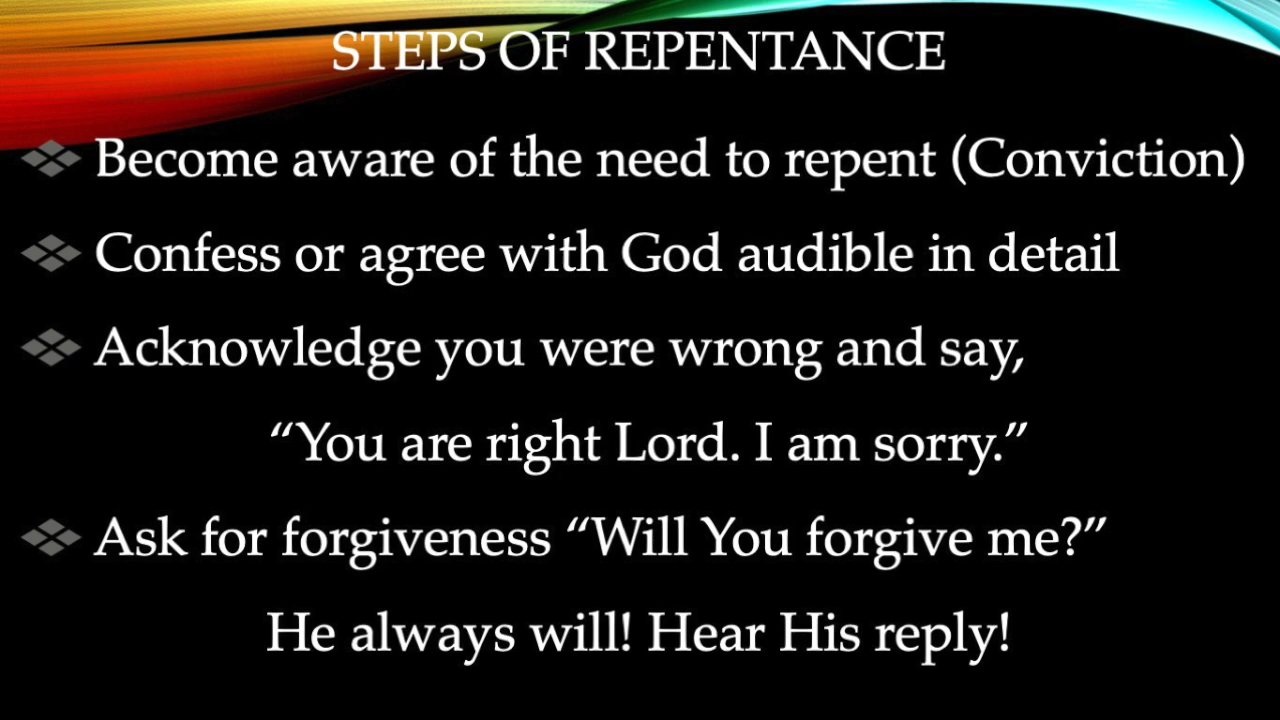 STEPS OF REPENTANCE
Become aware of the need to repent (Conviction)
Confess or agree with God audible in detail
Acknowledge you were wrong and say,
“You are right Lord. I am sorry.”
Ask for forgiveness “Will You forgive me?”
He always will! Hear His reply!